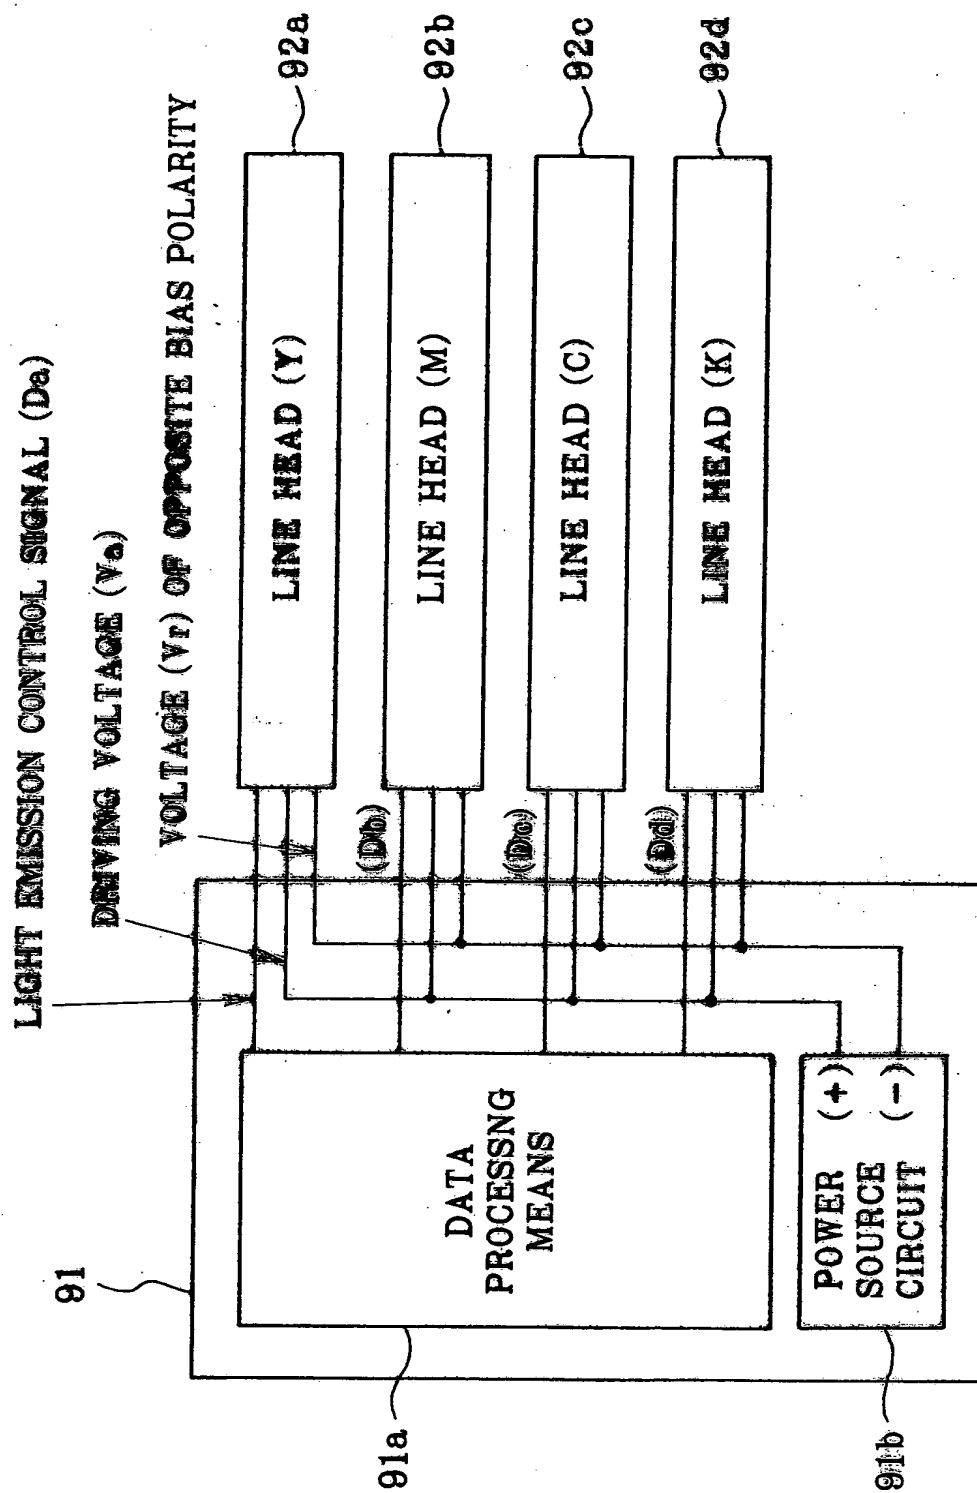 LIGHT EMISSION CONTROL SIGNAL (Da)
DRIVING VOLTAGE (Va)
VOLTAGE (Vr) OF OPPOSITE BIAS POLARITY
91
91a
DATA
PROCESSNG
MEANS
91b
POWER
SOURCE
CIRCUIT
(+)
(-)
(Db)
(Dc)
(Dd)
LINE HEAD (Y)
92a
LINE HEAD (M)
92b
LINE HEAD (C)
92c
LINE HEAD (K)
92d